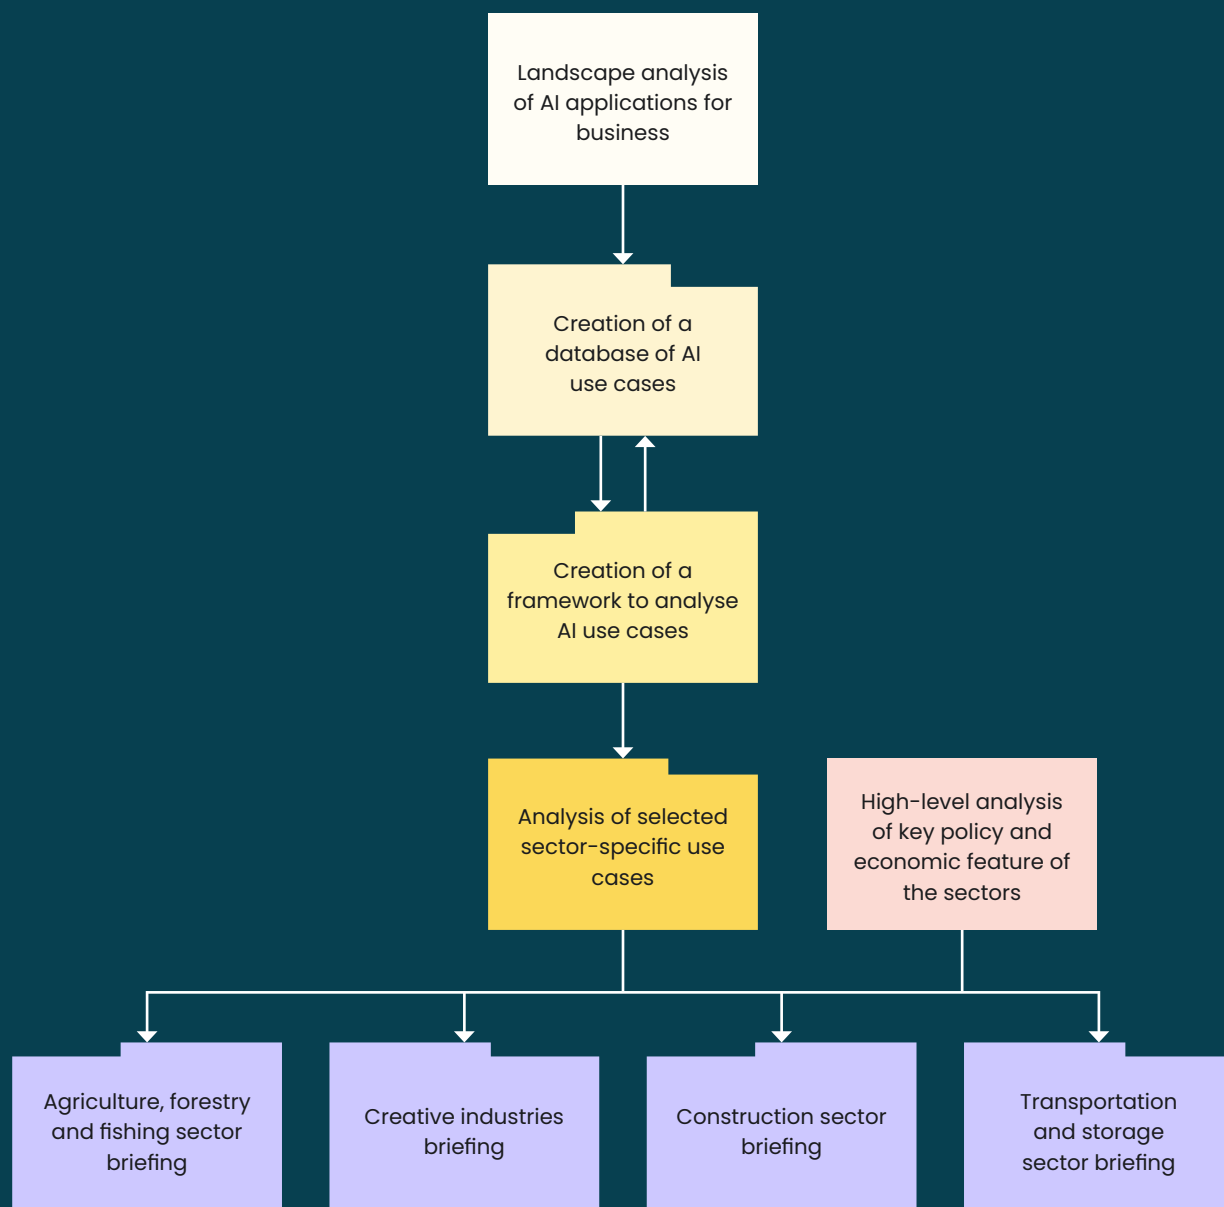 Landscape analysis
of AI applications for
business
Creation of a
database of AI
use cases
Creation of a
framework to analyse
AI use cases
Analysis of selected
sector-specific use
cases
High-level analysis
of key policy and
economic feature of
the sectors
Agriculture, forestry
and fishing sector
briefing
Creative industries
briefing
Construction sector
briefing
Transportation
and storage
sector briefing